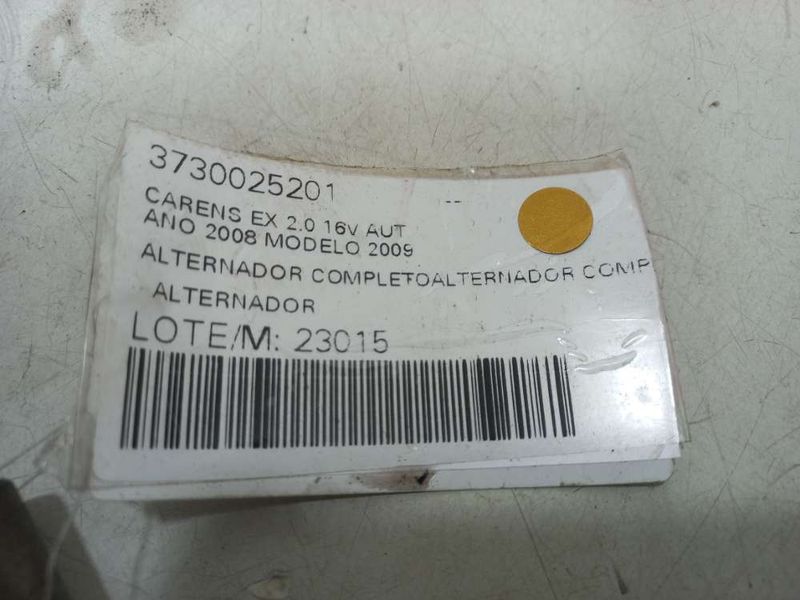 3730025201
--
CARENS EX 2.0 16v AUT
ANO 2008 MODELO 2009
ALTERNADOR COMPLETOALTERNADOR COMP
ALTERNADOR
LOTE/M: 23015